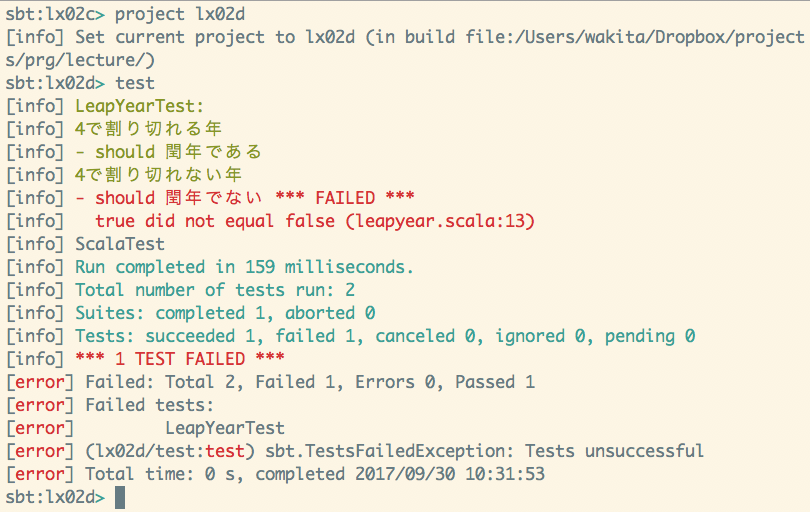 sbt:lx02c> project lx02d
[info] Set current project to lx02d (in build file:/Users/wakita/Dropbox/project
s/prg/lecture/)
sbt:lx02d> test
[info] LeapYearTest:
[info] 4で割り切れる年
[info] - should 閏年である
[info] 4で割り切れない年
[info] - should 閏年でない *** FAILED ***
[info]   true did not equal false (leapyear.scala:13)
[info] ScalaTest
[info] Run completed in 159 milliseconds.
[info] Total number of tests run: 2
[info] Suites: completed 1, aborted 0
[info] Tests: succeeded 1, failed 1, canceled 0, ignored 0, pending 0
[info] *** 1 TEST FAILED ***
[error] Failed: Total 2, Failed 1, Errors 0, Passed 1
[error] Failed tests:
[error]         LeapYearTest
[error] (lx02d/test:test) sbt.TestsFailedException: Tests unsuccessful
[error] Total time: 0 s, completed 2017/09/30 10:31:53
sbt:lx02d>